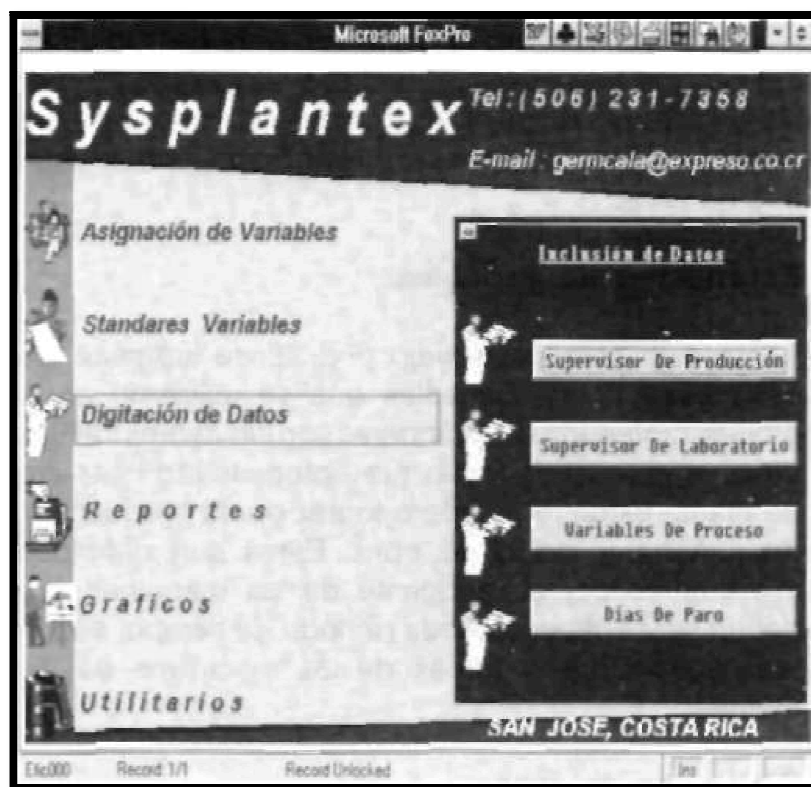 Microsoft FoxPro
Sysplantex
Tel:(506) 231-7358
E-mail: germcala@expreso.co.cr
Asignación de Variables
Standares Variables
Digitación de Datos
Reportes
Graficos
Utilitarios
Inclusión de Datos
Supervisor De Producción
Supervisor De Laboratorio
Variables De Proceso
Días De Paro
SAN JOSE, COSTA RICA
Record: 1/1
Record Unlocked
Ins